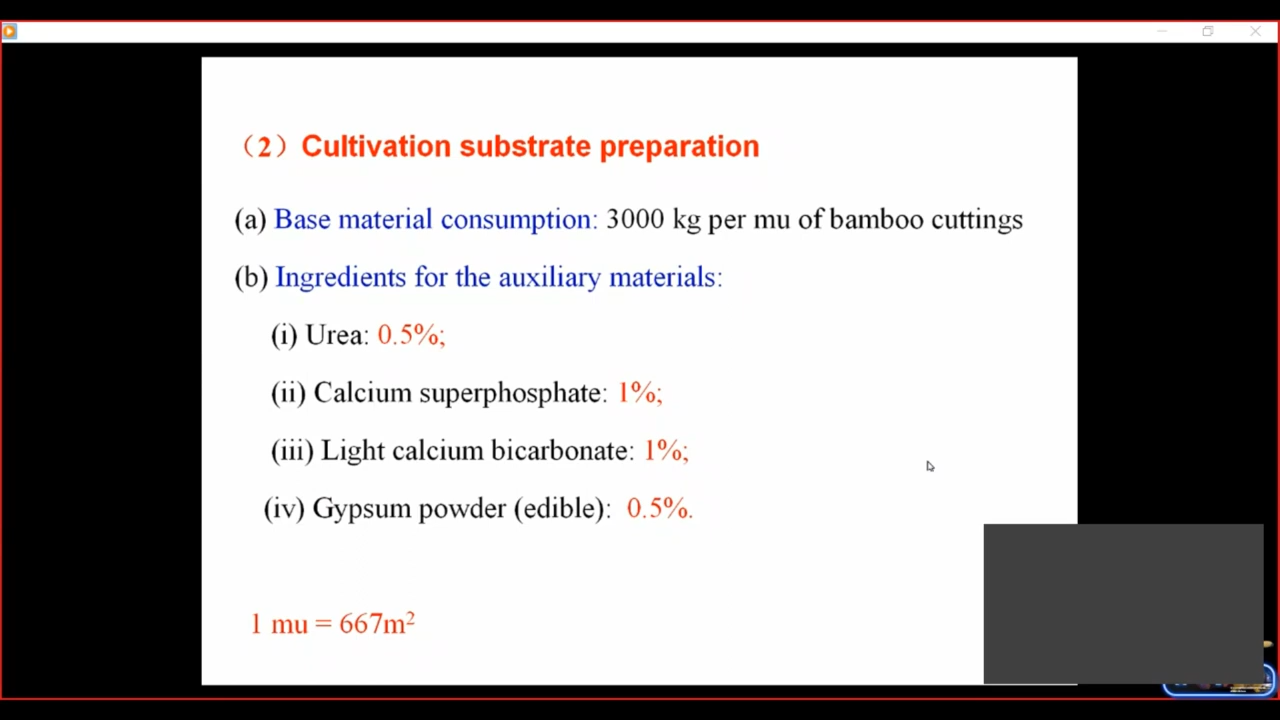 （2）Cultivation substrate preparation
(a) Base material consumption: 3000 kg per mu of bamboo cuttings
(b) Ingredients for the auxiliary materials:
(i) Urea: 0.5%;
(ii) Calcium superphosphate: 1%;
(iii) Light calcium bicarbonate: 1%;
(iv) Gypsum powder (edible): 0.5%.
1 mu = 667m²